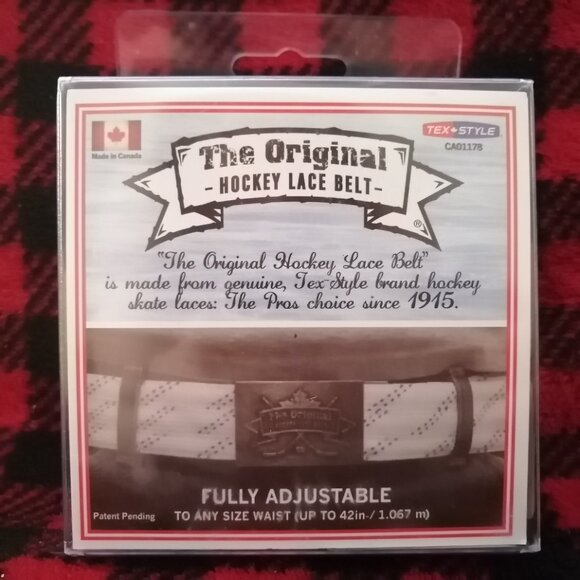 Made in Canada
TEX STYLE
CA01178
The Original
- HOCKEY LACE BELT -
®
"The Original Hockey Lace Belt"
is made from genuine, Tex Style brand hockey
skate laces: The Pros choice since 1915.
The Original
FULLY ADJUSTABLE
Patent Pending
TO ANY SIZE WAIST (UP TO 42in-/ 1.067 m)